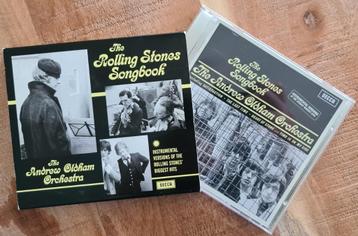 The
Rolling Stones
Songbook
The
Andrew Oldham
Orchestra
INSTRUMENTAL
VERSIONS OF THE
ROLLING STONES'
BIGGEST HITS
DECCA
The
Rolling Stones
Songbook
DECCA
The Andrew Oldham Orchestra